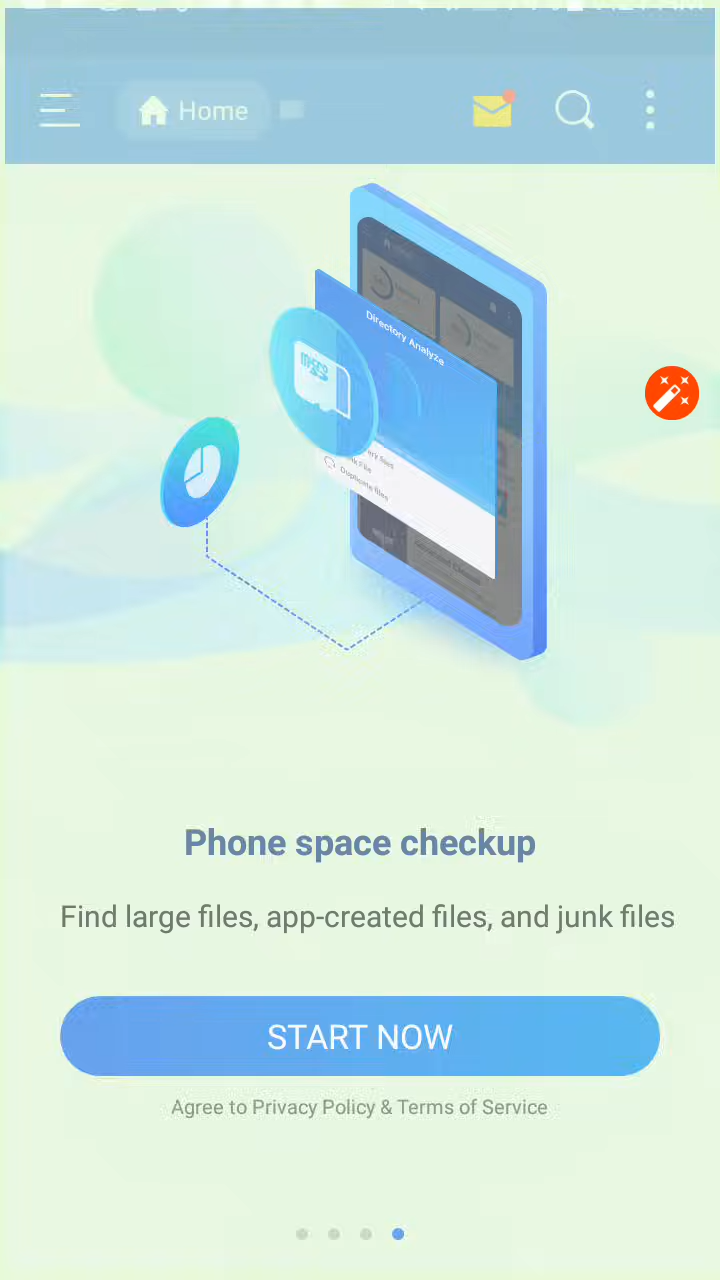 Home
Directory Analyze
micro
Duplicate files
Phone space checkup
Find large files, app-created files, and junk files
START NOW
Agree to Privacy Policy & Terms of Service